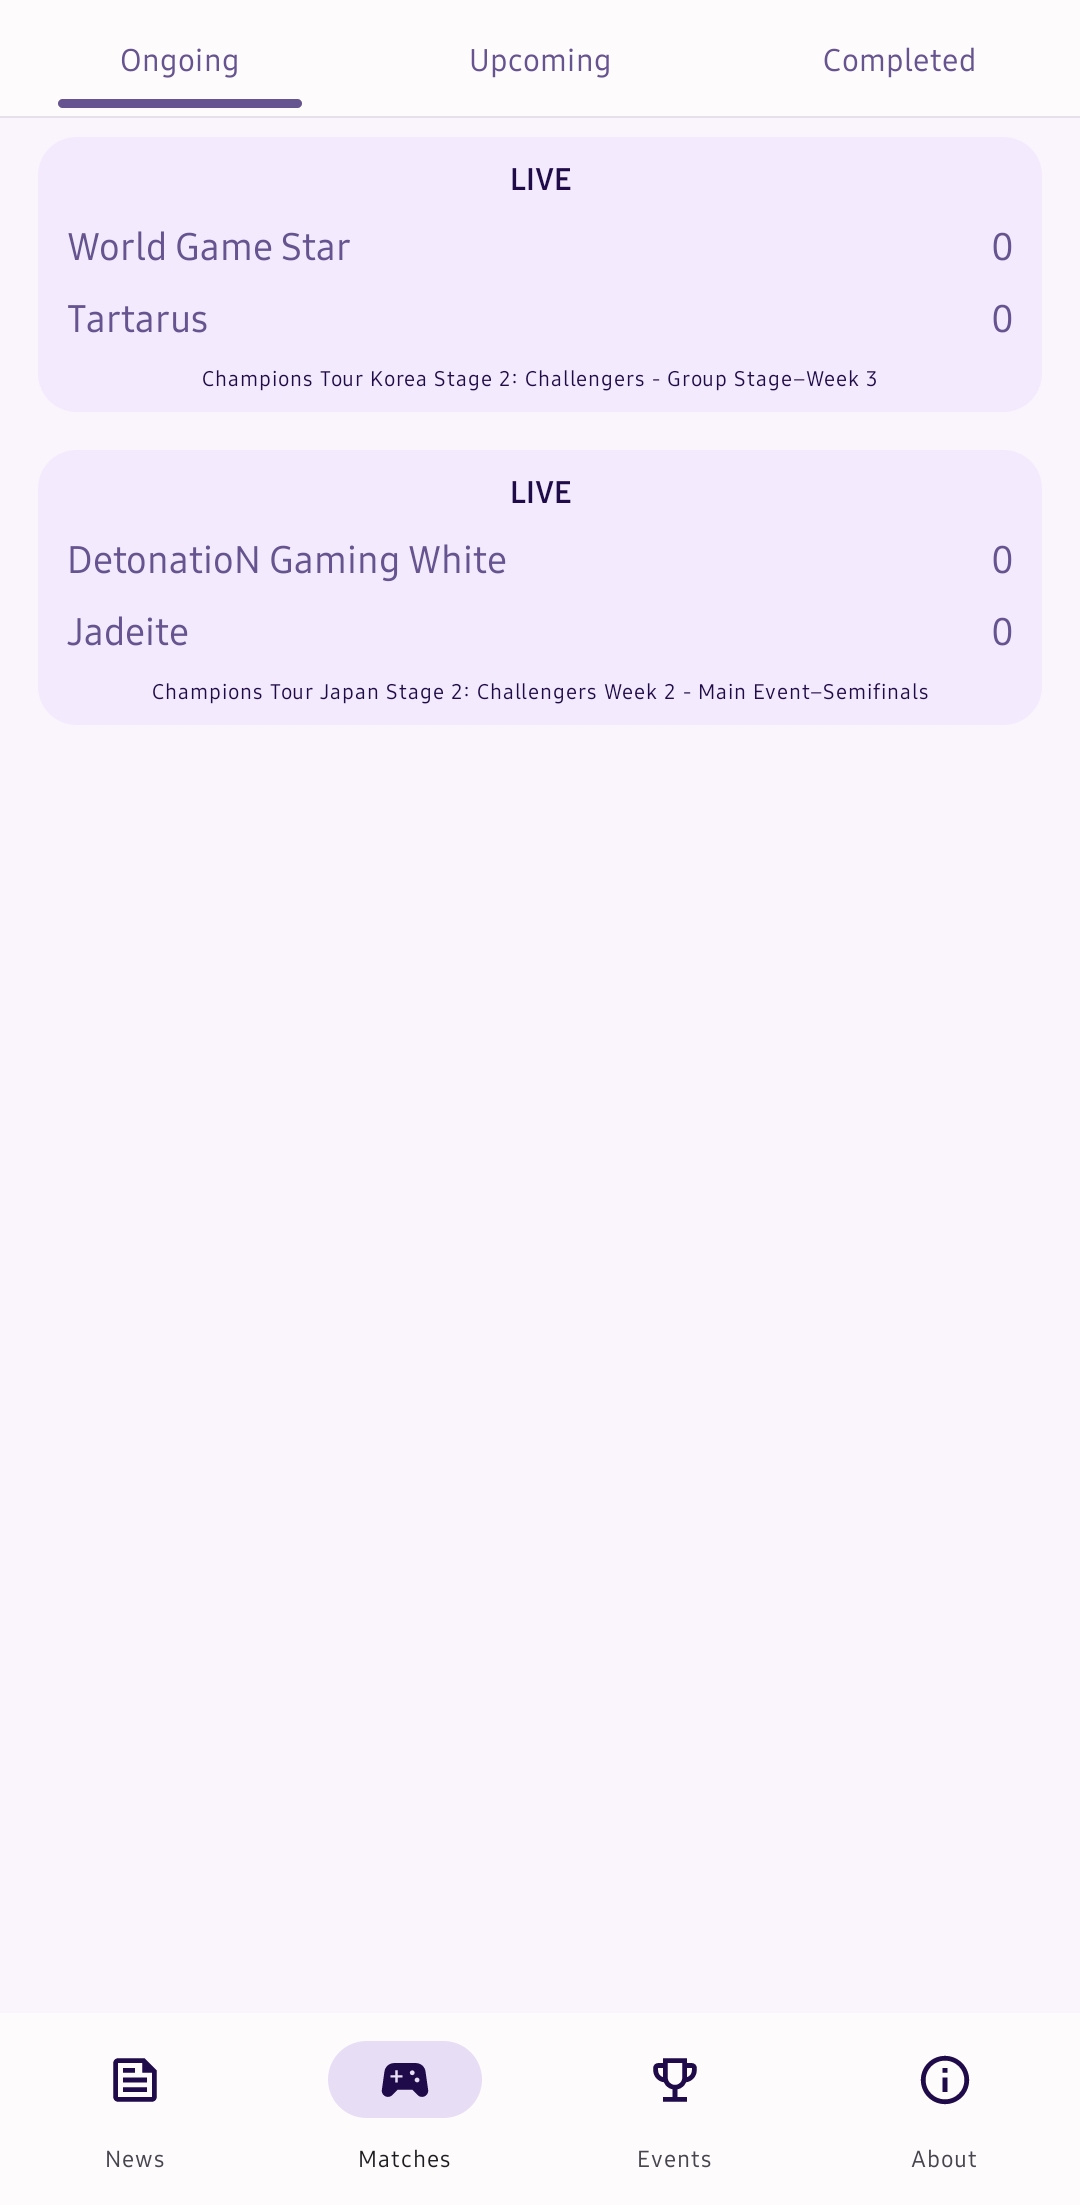 Ongoing Upcoming Completed
LIVE
World Game Star 0
Tartarus 0
Champions Tour Korea Stage 2: Challengers - Group Stage–Week 3
LIVE
DetonatioN Gaming White 0
Jadeite 0
Champions Tour Japan Stage 2: Challengers Week 2 - Main Event–Semifinals
News Matches Events About